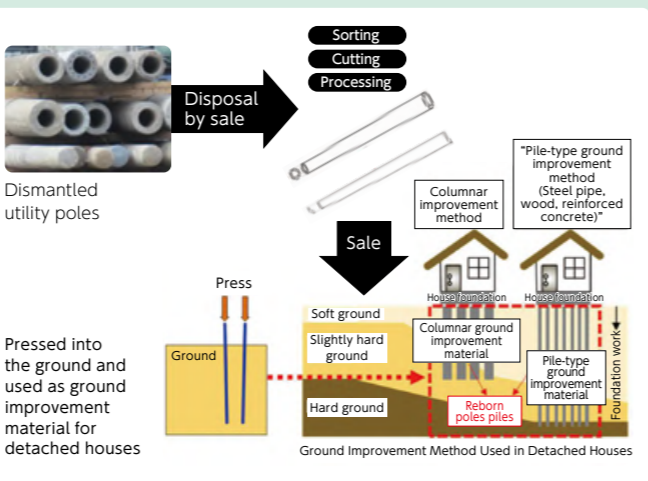 Sorting
Cutting
Processing
Disposal
by sale
Dismantled
utility poles
Sale
Columnar
improvement
method
"Pile-type ground
improvement
method
(Steel pipe,
wood, reinforced
concrete)"
House foundation
House foundation
Press
Ground
Pressed into
the ground and
used as ground
improvement
material for
detached houses
Soft ground
Slightly hard
ground
Hard ground
Columnar ground
improvement
material
Pile-type
ground
improvement
material
Reborn
poles piles
Foundation work
Ground Improvement Method Used in Detached Houses